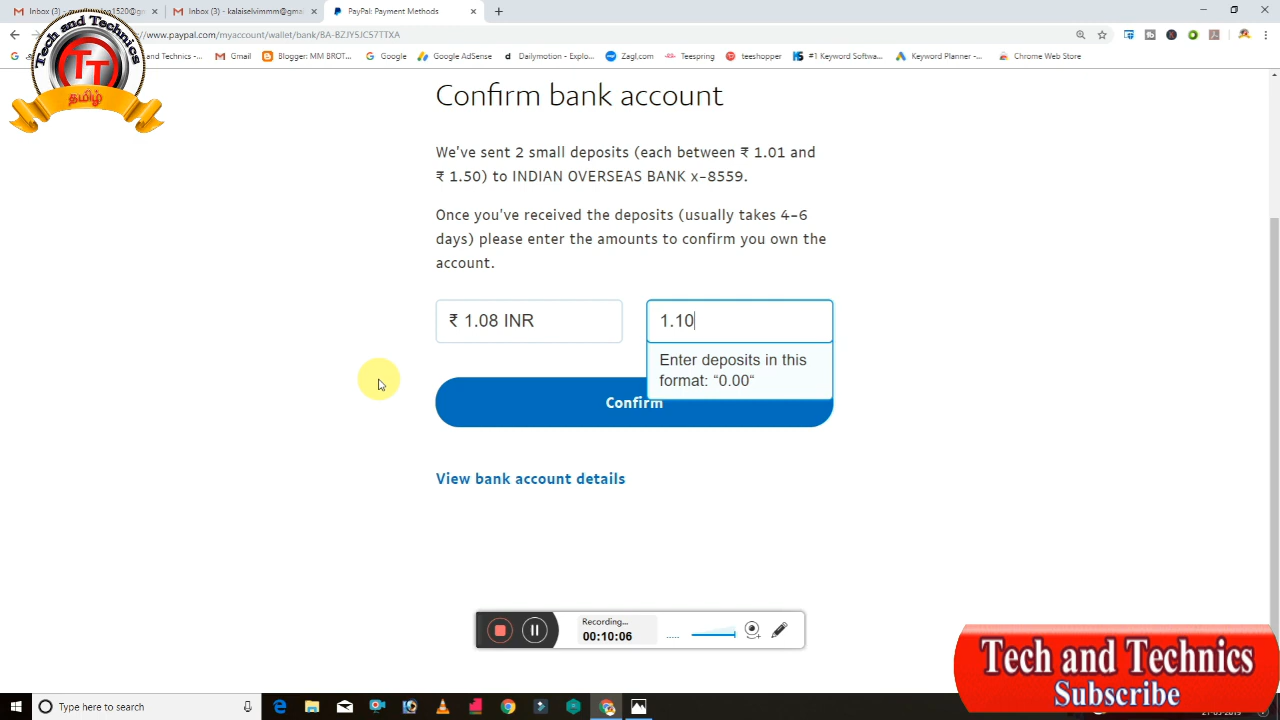 Inbox (3) -
Inbox (3) - kalaiselvimmm@gma
PayPal: Payment Methods
//www.paypal.com/myaccount/wallet/bank/BA-BZJY5JC57TTXA
and Technics -...
Gmail
Blogger: MM BROT...
Google
Google AdSense
Dailymotion - Explo...
Zagl,com
Teespring
teeshopper
#1 Keyword Softwa...
Keyword Planner -...
Chrome Web Store
Tech and Technics
TT
தமிழ்
Confirm bank account
We've sent 2 small deposits (each between ₹ 1.01 and
₹ 1.50) to INDIAN OVERSEAS BANK x-8559.
Once you've received the deposits (usually takes 4–6
days) please enter the amounts to confirm you own the
account.
₹ 1.08 INR
1.10
Enter deposits in this
format: “0.00“
Confirm
View bank account details
Recording...
00:10:06
Tech and Technics
Subscribe
Type here to search